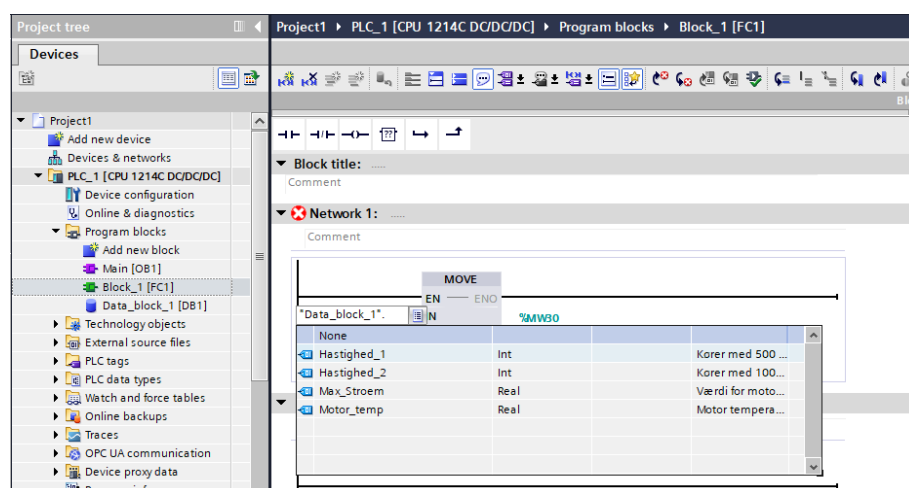 Project tree
Project1 ▸ PLC_1 [CPU 1214C DC/DC/DC] ▸ Program blocks ▸ Block_1 [FC1]
Devices
Project1
Add new device
Devices & networks
PLC_1 [CPU 1214C DC/DC/DC]
Device configuration
Online & diagnostics
Program blocks
Add new block
Main [OB1]
Block_1 [FC1]
Data_block_1 [DB1]
Technology objects
External source files
PLC tags
PLC data types
Watch and force tables
Online backups
Traces
OPC UA communication
Device proxy data
??
Block title: .....
Comment
Network 1: .....
Comment
MOVE
EN ENO
"Data_block_1". N %MW30
None
Hastighed_1 Int Korer med 500 ...
Hastighed_2 Int Korer med 100...
Max_Stroem Real Værdi for moto...
Motor_temp Real Motor tempera...